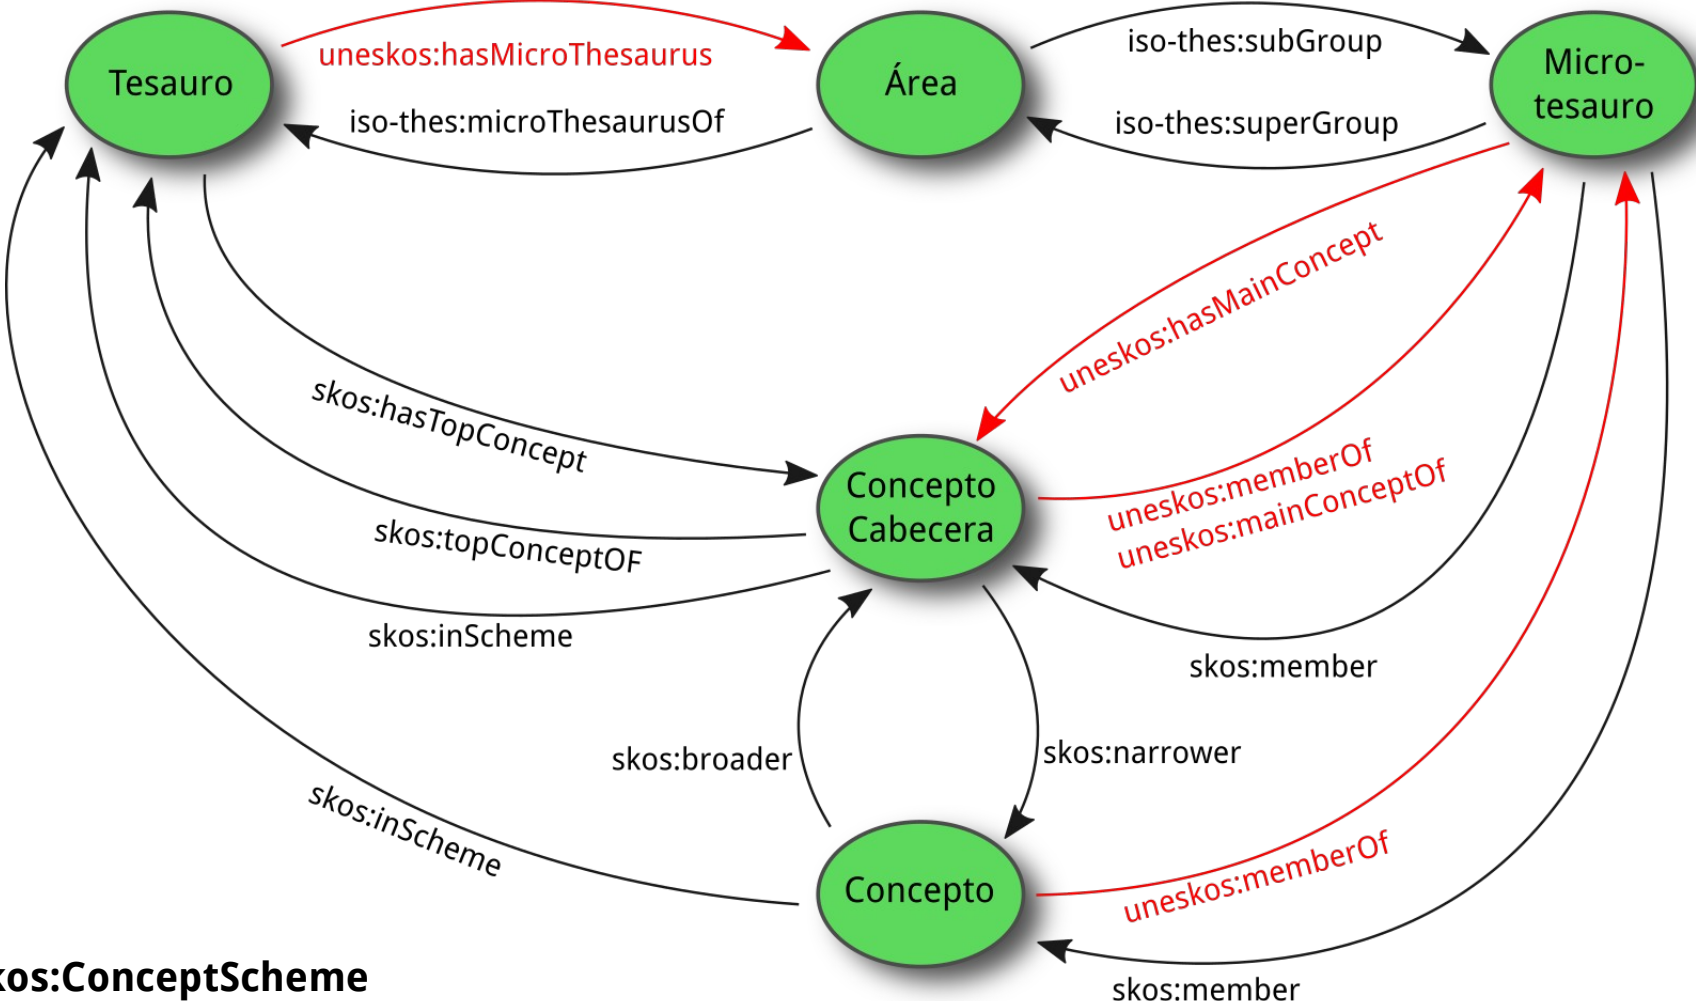 Tesauro
uneskos:hasMicroThesaurus
iso-thes:microThesaurusOf
Área
iso-thes:subGroup
iso-thes:superGroup
Micro-
tesauro
uneskos:hasMainConcept
skos:hasTopConcept
Concepto
Cabecera
uneskos:memberOf
uneskos:mainConceptOf
skos:topConceptOF
skos:inScheme
skos:member
skos:broader
skos:narrower
skos:inScheme
Concepto
uneskos:memberOf
kos:ConceptScheme
skos:member